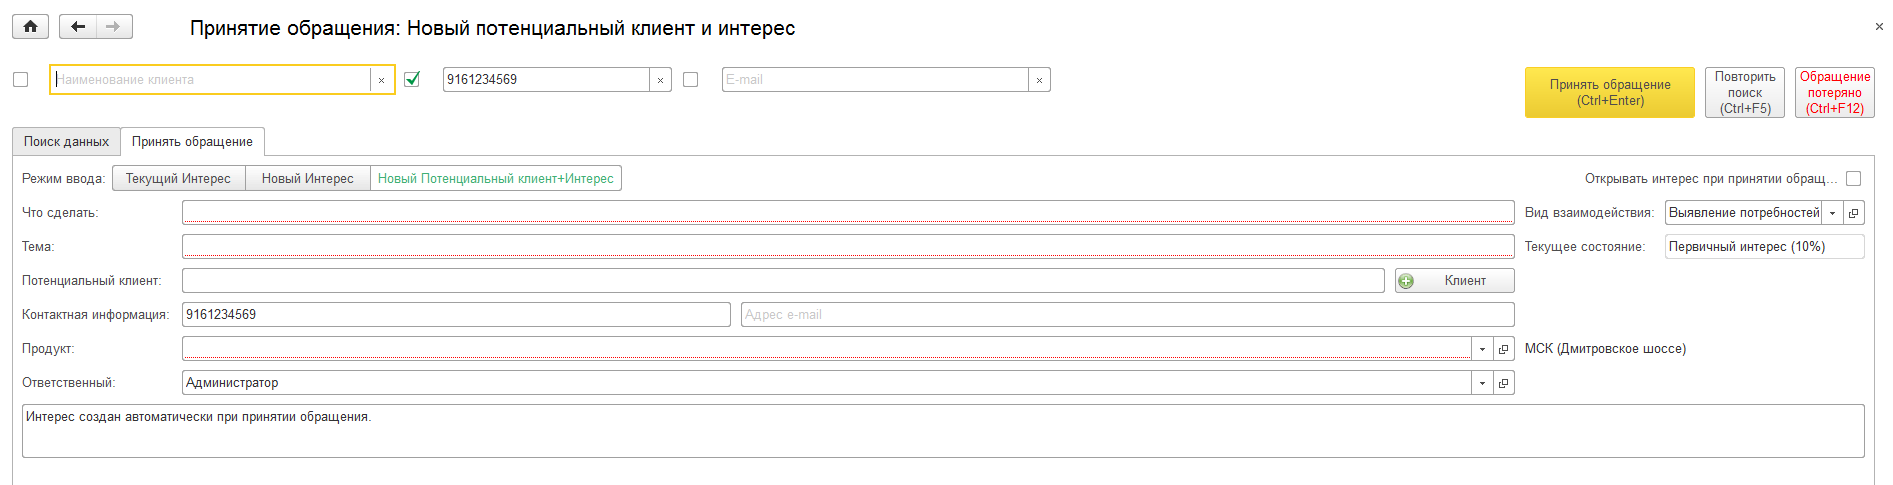 Принятие обращения: Новый потенциальный клиент и интерес
Наименование клиента
9161234569
E-mail
Принять обращение
(Ctrl+Enter)
Повторить
поиск
(Ctrl+F5)
Обращение
потеряно
(Ctrl+F12)
Поиск данных
Принять обращение
Режим ввода:
Текущий Интерес
Новый Интерес
Новый Потенциальный клиент+Интерес
Открывать интерес при принятии обращ...
Что сделать:
Вид взаимодействия:
Выявление потребностей
Тема:
Текущее состояние:
Первичный интерес (10%)
Потенциальный клиент:
Клиент
Контактная информация:
9161234569
Адрес e-mail
Продукт:
МСК (Дмитровское шоссе)
Ответственный:
Администратор
Интерес создан автоматически при принятии обращения.